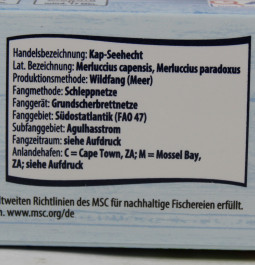 Handelsbezeichnung: Kap-Seehecht
Lat. Bezeichnung: Merluccius capensis, Merluccius paradoxus
Produktionsmethode: Wildfang (Meer)
Fangmethode: Schleppnetze
Fanggerät: Grundscherbrettnetze
Fanggebiet: Südostatlantik (FAO 47)
Subfanggebiet: Agulhasstrom
Fangzeitraum: siehe Aufdruck
Anlandehafen: C = Cape Town, ZA; M = Mossel Bay,
ZA; siehe Aufdruck
ltweiten Richtlinien des MSC für nachhaltige Fischereien erfüllt.
n. www.msc.org/de